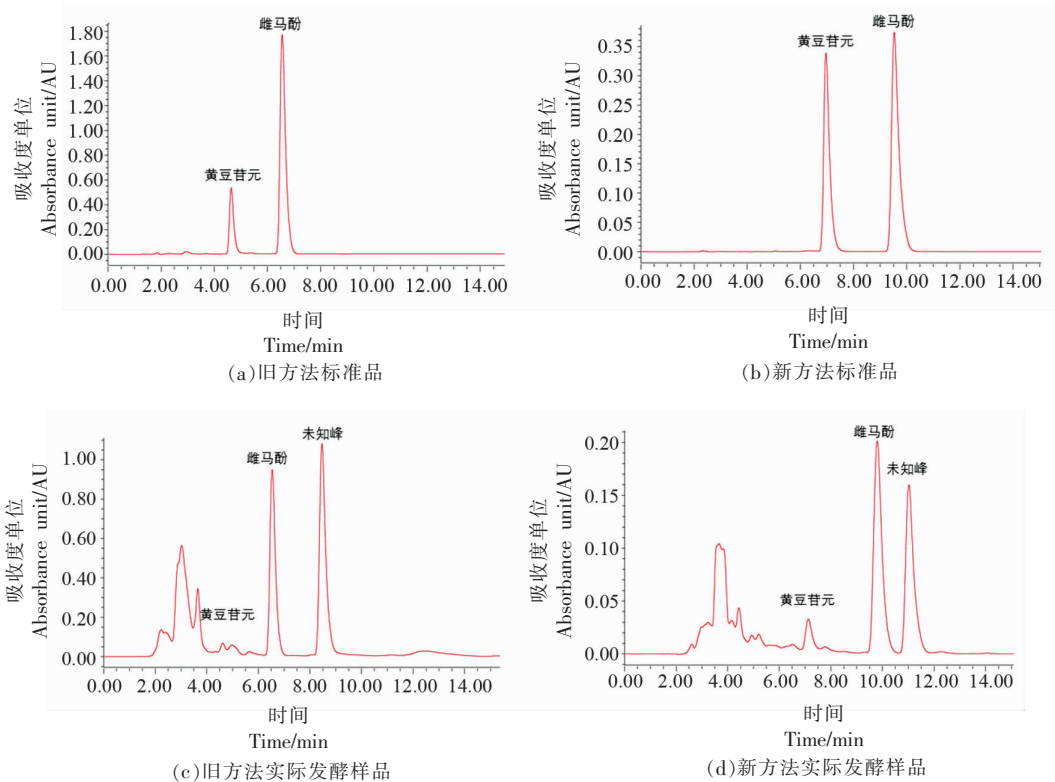 吸收度单位
Absorbance unit/AU
1.80
1.60
1.40
1.20
1.00
0.80
0.60
0.40
0.20
0.00
黄豆苷元
雌马酚
0.00 2.00 4.00 6.00 8.00 10.00 12.00 14.00
时间
Time/min
(a)旧方法标准品
吸收度单位
Absorbance unit/AU
0.35
0.30
0.25
0.20
0.15
0.10
0.05
0.00
黄豆苷元
雌马酚
0.00 2.00 4.00 6.00 8.00 10.00 12.00 14.00
时间
Time/min
(b)新方法标准品
吸收度单位
Absorbance unit/AU
1.00
0.80
0.60
0.40
0.20
0.00
黄豆苷元
雌马酚
未知峰
0.00 2.00 4.00 6.00 8.00 10.00 12.00 14.00
时间
Time/min
(c)旧方法实际发酵样品
吸收度单位
Absorbance unit/AU
0.20
0.15
0.10
0.05
0.00
黄豆苷元
雌马酚
未知峰
0.00 2.00 4.00 6.00 8.00 10.00 12.00 14.00
时间
Time/min
(d)新方法实际发酵样品